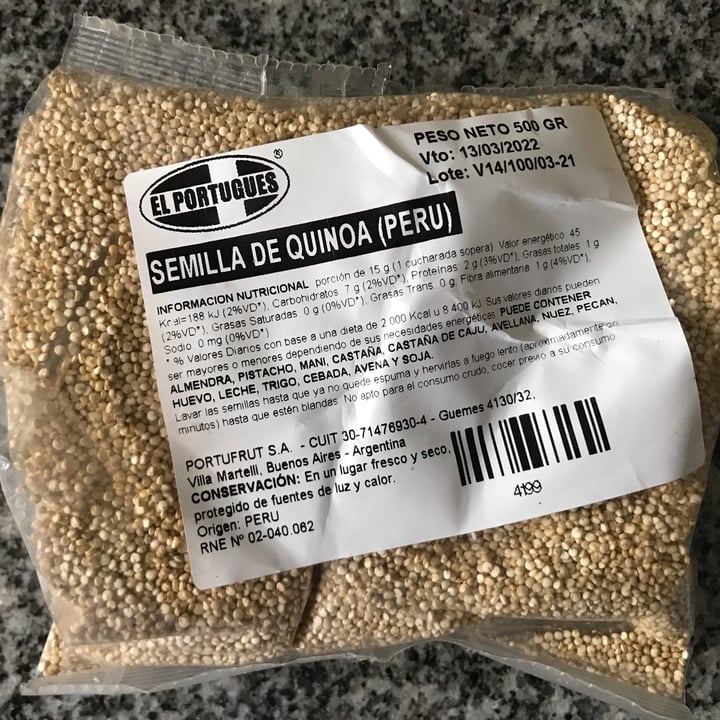 EL PORTUGUES®
PESO NETO 500 GR
Vto: 13/03/2022
Lote: V14/100/03-21
SEMILLA DE QUINOA (PERU)
INFORMACION NUTRICIONAL porción de 15 g (1 cucharada sopera) Valor energético: 45
Kcal=188 kJ (2%VD*), Carbohidratos 7 g (2%VD*), Proteínas: 2 g (3%VD*), Grasas totales 1 g
(2%VD*), Grasas Saturadas 0 g (0%VD*), Grasas Trans 0 g, Fibra alimentaria 1 g (4%VD*),
Sodio 0 mg (0%VD*)
* % Valores Diarios con base a una dieta de 2.000 Kcal u 8.400 kJ. Sus valores diarios pueden
ser mayores o menores dependiendo de sus necesidades energéticas. PUEDE CONTENER
ALMENDRA, PISTACHO, MANI, CASTAÑA, CASTAÑA DE CAJU, AVELLANA, NUEZ, PECAN,
HUEVO, LECHE, TRIGO, CEBADA, AVENA Y SOJA.
Lavar las semillas hasta que ya no quede espuma y hervirlas a fuego lento (aproximadamente
minutos) hasta que estén blandas. No apto para el consumo crudo, cocer previo a su consumo
PORTUFRUT S.A. - CUIT 30-71476930-4 - Guemes 4130/32,
Villa Martelli, Buenos Aires - Argentina
CONSERVACIÓN: En un lugar fresco y seco,
protegido de fuentes de luz y calor.
Origen: PERU
RNE Nº 02-040.062
4199